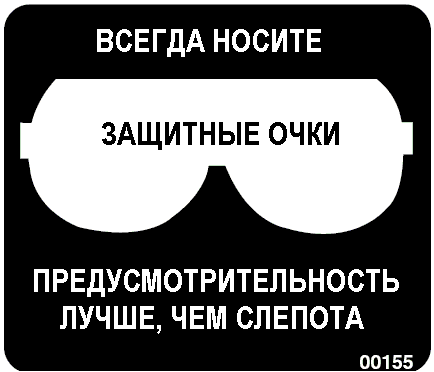 ВСЕГДА НОСИТЕ
ЗАЩИТНЫЕ ОЧКИ
ПРЕДУСМОТРИТЕЛЬНОСТЬ
ЛУЧШЕ, ЧЕМ СЛЕПОТА
00155